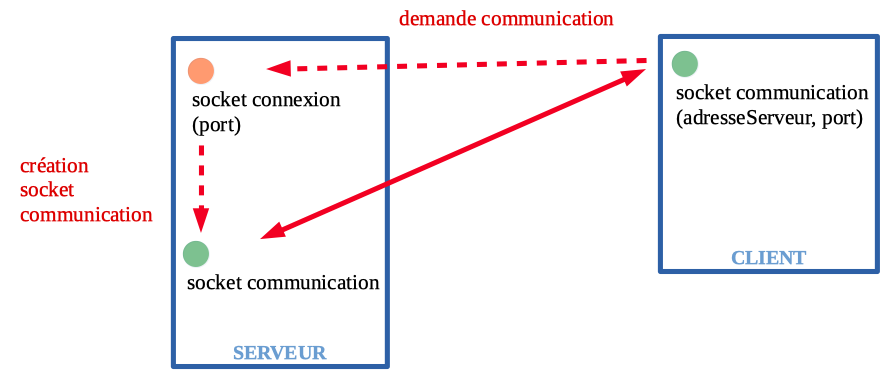 demande communication
socket connexion
(port)
socket communication
(adresseServeur, port)
création
socket
communication
socket communication
CLIENT
SERVEUR